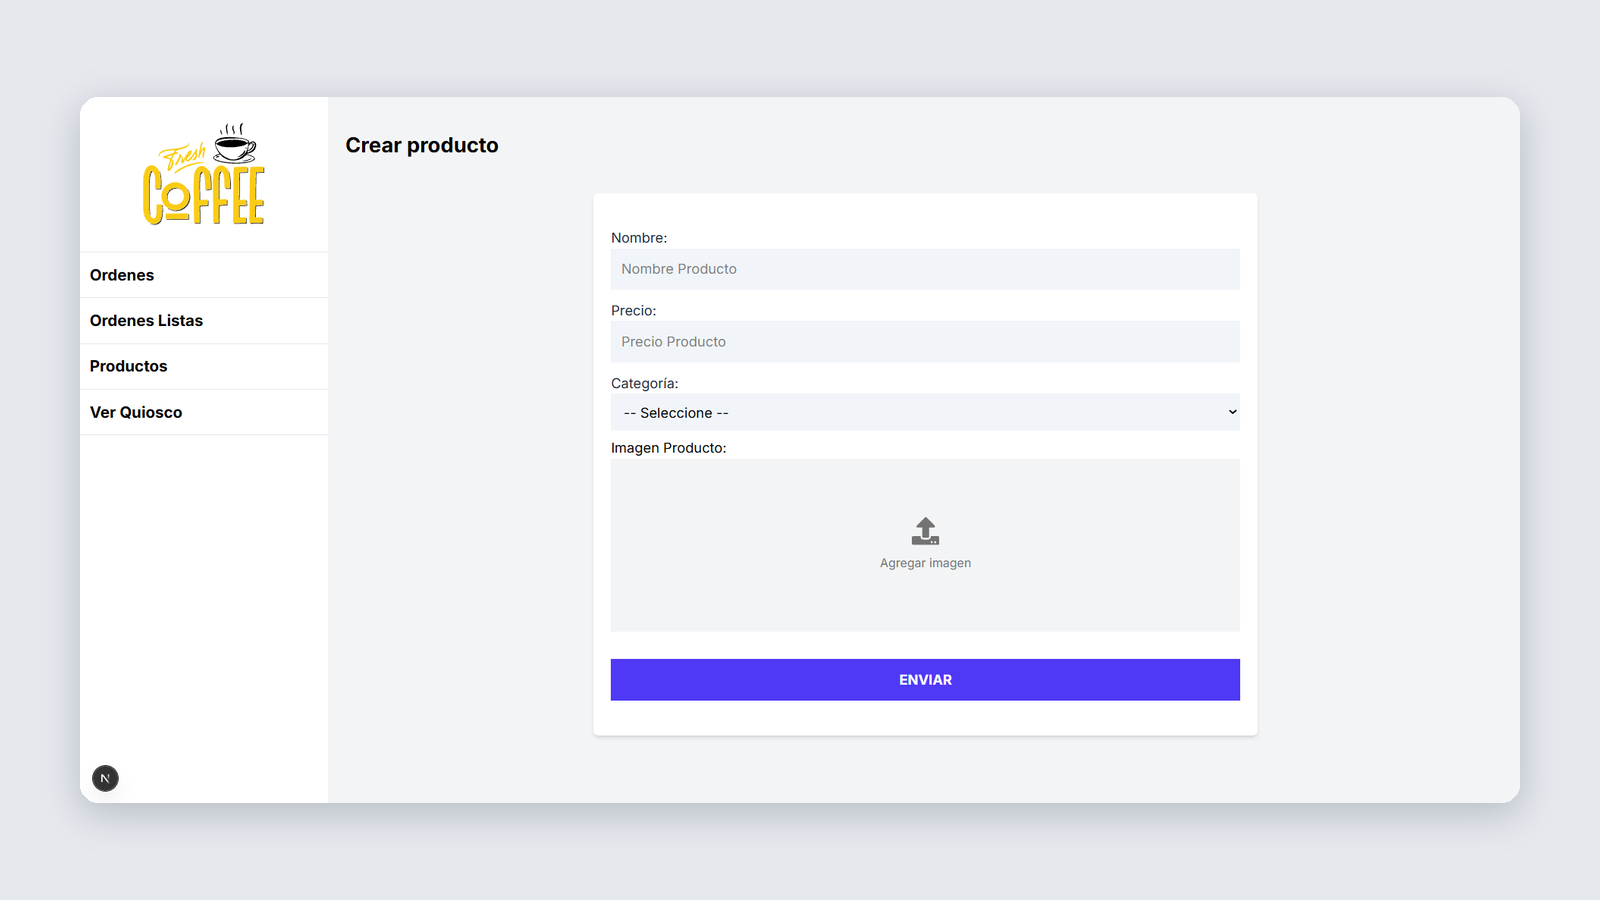 Fresh
COFFEE
Ordenes
Ordenes Listas
Productos
Ver Quiosco
N
Crear producto
Nombre:
Nombre Producto
Precio:
Precio Producto
Categoría:
-- Seleccione --
Imagen Producto:
Agregar imagen
ENVIAR